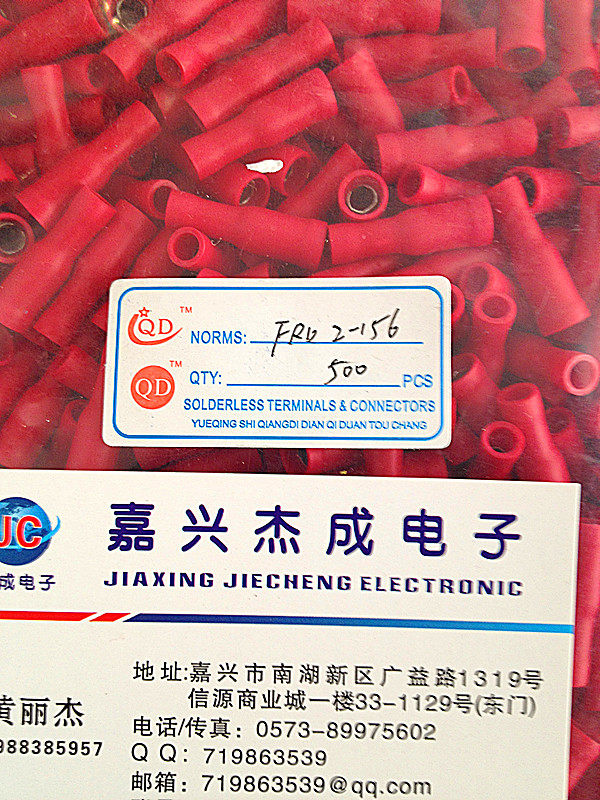 QD TM
NORMS: FRD 2-156
QD TM
QTY: 500 PCS
SOLDERLESS TERMINALS & CONNECTORS
YUEQING SHI QIANGDI DIAN QI DUAN TOU CHANG
JC
成电子
嘉兴杰成电子
JIAXING JIECHENG ELECTRONIC
黄丽杰
988385957
地址:嘉兴市南湖新区广益路1319号
信源商业城一楼33-1129号(东门)
电话/传真: 0573-89975602
QQ: 719863539
邮箱: 719863539@qq.com